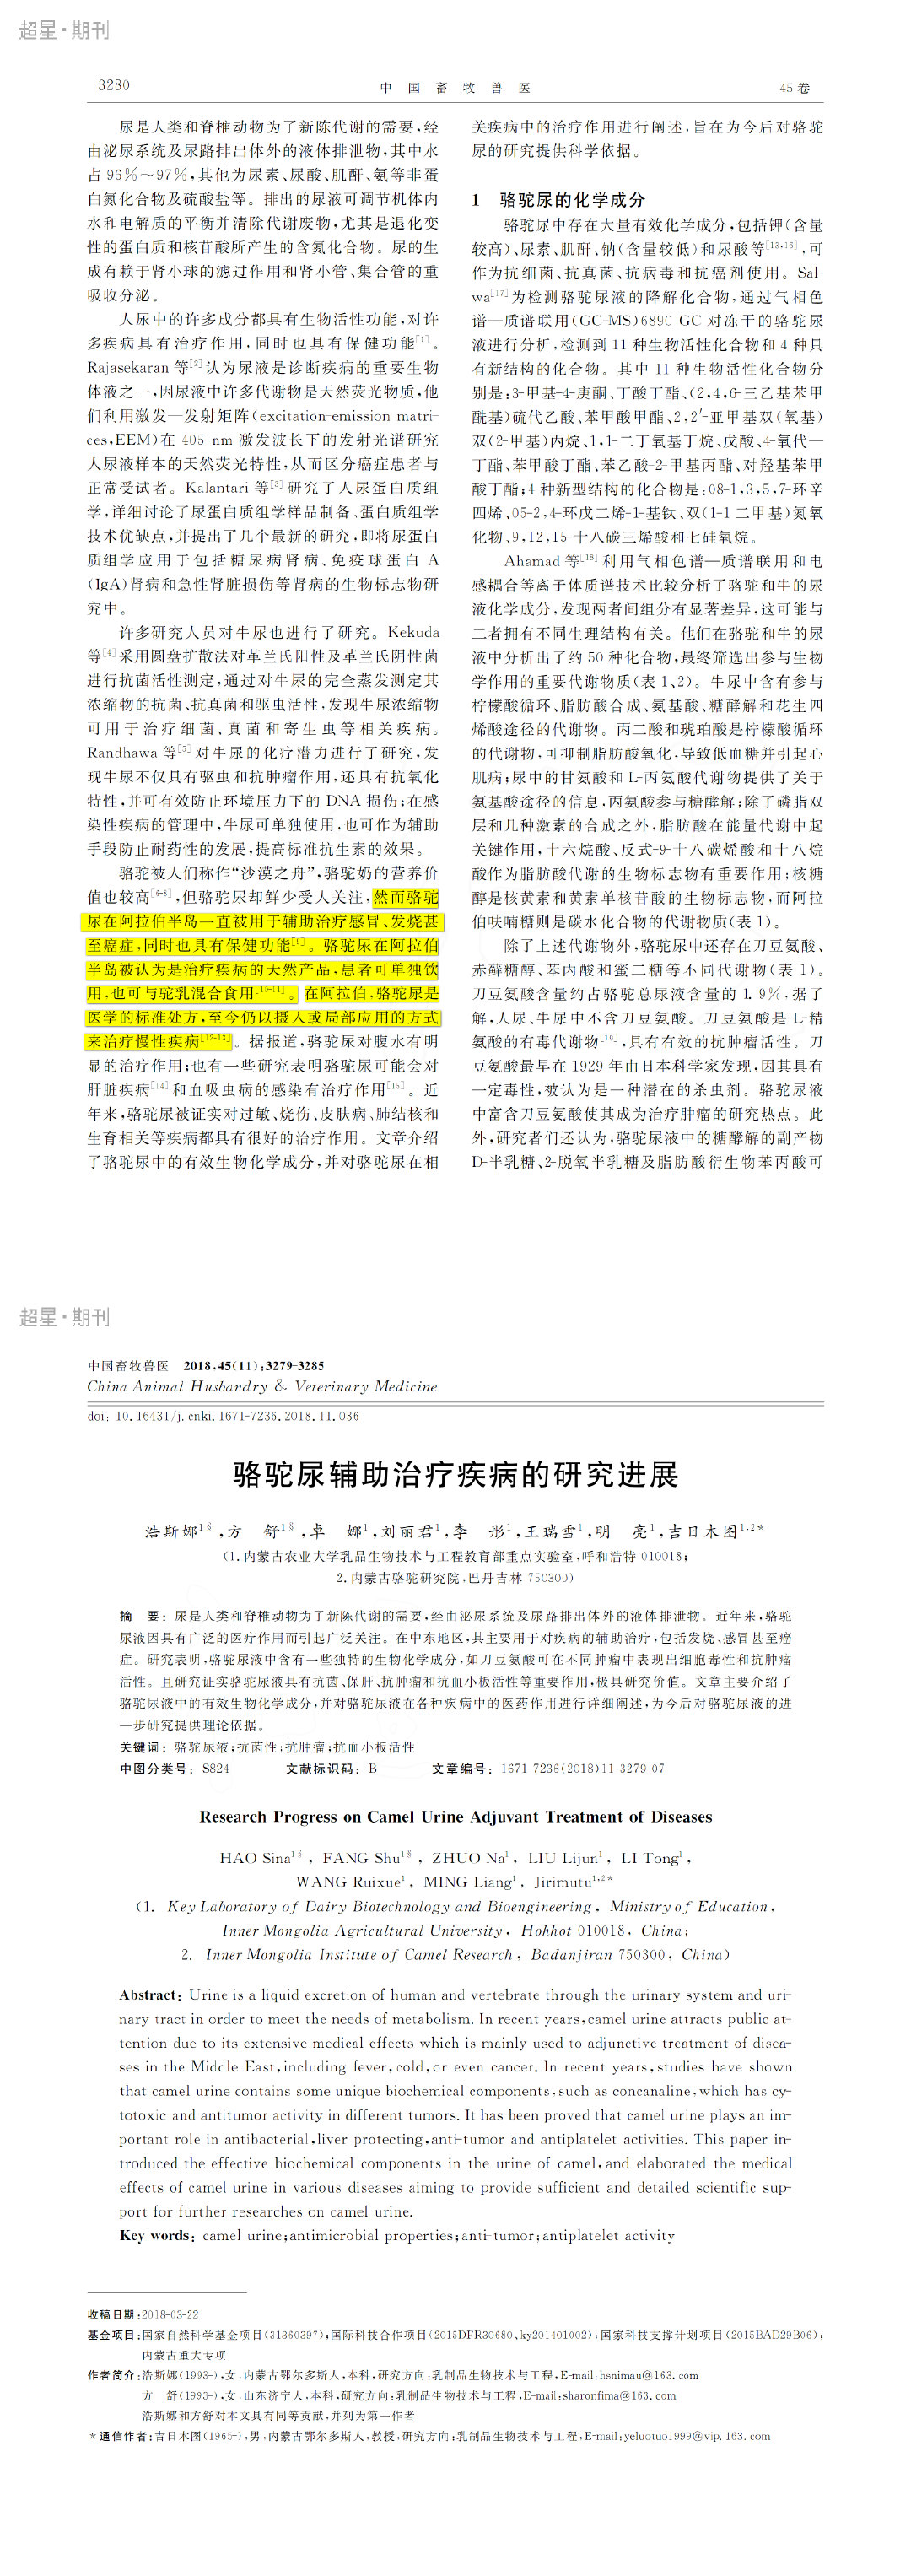 超星·期刊
3280
中国畜牧兽医
45 卷
尿是人类和脊椎动物为了新陈代谢的需要,经
由泌尿系统及尿路排出体外的液体排泄物,其中水
占 96%~97%,其他为尿素、尿酸、肌酐、氨等非蛋
白氮化合物及硫酸盐等。排出的尿液可调节机体内
水和电解质的平衡并清除代谢废物,尤其是退化变
性的蛋白质和核苷酸所产生的含氮化合物。尿的生
成有赖于肾小球的滤过作用和肾小管、集合管的重
吸收分泌。
人尿中的许多成分都具有生物活性功能,对许
多疾病具有治疗作用,同时也具有保健功能[1]。
Rajasekaran 等[2]认为尿液是诊断疾病的重要生物
体液之一,因尿液中许多代谢物是天然荧光物质,他
们利用激发—发射矩阵(excitation-emission matri-
ces,EEM)在 405 nm 激发波长下的发射光谱研究
人尿液样本的天然荧光特性,从而区分癌症患者与
正常受试者。Kalantari 等[3]研究了人尿蛋白质组
学,详细讨论了尿蛋白质组学样品制备、蛋白质组学
技术优缺点,并提出了几个最新的研究,即将尿蛋白
质组学应用于包括糖尿病肾病、免疫球蛋白 A
(IgA)肾病和急性肾脏损伤等肾病的生物标志物研
究中。
许多研究人员对牛尿也进行了研究。Kekuda
等[4]采用圆盘扩散法对革兰氏阳性及革兰氏阴性菌
进行抗菌活性测定,通过对牛尿的完全蒸发测定其
浓缩物的抗菌、抗真菌和驱虫活性,发现牛尿浓缩物
可用于治疗细菌、真菌和寄生虫等相关疾病。
Randhawa 等[5]对牛尿的化疗潜力进行了研究,发
现牛尿不仅具有驱虫和抗肿瘤作用,还具有抗氧化
特性,并可有效防止环境压力下的 DNA 损伤;在感
染性疾病的管理中,牛尿可单独使用,也可作为辅助
手段防止耐药性的发展,提高标准抗生素的效果。
骆驼被人们称作“沙漠之舟”,骆驼奶的营养价
值也较高[6-8],但骆驼尿却鲜少受人关注,然而骆驼
尿在阿拉伯半岛一直被用于辅助治疗感冒、发烧甚
至癌症,同时也具有保健功能[9]。骆驼尿在阿拉伯
半岛被认为是治疗疾病的天然产品,患者可单独饮
用,也可与驼乳混合食用[10-11]。在阿拉伯,骆驼尿是
医学的标准处方,至今仍以摄入或局部应用的方式
来治疗慢性疾病[12-13]。据报道,骆驼尿对腹水有明
显的治疗作用;也有一些研究表明骆驼尿可能会对
肝脏疾病[14]和血吸虫病的感染有治疗作用[15]。近
年来,骆驼尿被证实对过敏、烧伤、皮肤病、肺结核和
生育相关等疾病都具有很好的治疗作用。文章介绍
了骆驼尿中的有效生物化学成分,并对骆驼尿在相
关疾病中的治疗作用进行阐述,旨在为今后对骆驼
尿的研究提供科学依据。
1 骆驼尿的化学成分
骆驼尿中存在大量有效化学成分,包括钾(含量
较高)、尿素、肌酐、钠(含量较低)和尿酸等[13,16],可
作为抗细菌、抗真菌、抗病毒和抗癌剂使用。Sal-
wa[17]为检测骆驼尿液的降解化合物,通过气相色
谱—质谱联用(GC-MS)6890 GC 对冻干的骆驼尿
液进行分析,检测到 11 种生物活性化合物和 4 种具
有新结构的化合物。其中 11 种生物活性化合物分
别是:3-甲基-4-庚酮、丁酸丁酯、(2,4,6-三乙基苯甲
酰基)硫代乙酸、苯甲酸甲酯、2,2′-亚甲基双(氧基)
双(2-甲基)丙烷、1,1-二丁氧基丁烷、戊酸、4-氧代—
丁酯、苯甲酸丁酯、苯乙酸-2-甲基丙酯、对羟基苯甲
酸丁酯;4 种新型结构的化合物是:08-1,3,5,7-环辛
四烯、05-2,4-环戊二烯-1-基钛、双(1-1 二甲基)氮氧
化物、9,12,15-十八碳三烯酸和七硅氧烷。
Ahamad 等[18]利用气相色谱—质谱联用和电
感耦合等离子体质谱技术比较分析了骆驼和牛的尿
液化学成分,发现两者间组分有显著差异,这可能与
二者拥有不同生理结构有关。他们在骆驼和牛的尿
液中分析出了约 50 种化合物,最终筛选出参与生物
学作用的重要代谢物质(表 1、2)。牛尿中含有参与
柠檬酸循环、脂肪酸合成、氨基酸、糖酵解和花生四
烯酸途径的代谢物。丙二酸和琥珀酸是柠檬酸循环
的代谢物,可抑制脂肪酸氧化,导致低血糖并引起心
肌病;尿中的甘氨酸和 L-丙氨酸代谢物提供了关于
氨基酸途径的信息,丙氨酸参与糖酵解;除了磷脂双
层和几种激素的合成之外,脂肪酸在能量代谢中起
关键作用,十六烷酸、反式-9-十八碳烯酸和十八烷
酸作为脂肪酸代谢的生物标志物有重要作用;核糖
醇是核黄素和黄素单核苷酸的生物标志物,而阿拉
伯呋喃糖则是碳水化合物的代谢物质(表 1)。
除了上述代谢物外,骆驼尿中还存在刀豆氨酸、
赤藓糖醇、苯丙酸和蜜二糖等不同代谢物(表 1)。
刀豆氨酸含量约占骆驼总尿液含量的 1.9%,据了
解,人尿、牛尿中不含刀豆氨酸。刀豆氨酸是 L-精
氨酸的有毒代谢物[16],具有有效的抗肿瘤活性。刀
豆氨酸最早在 1929 年由日本科学家发现,因其具有
一定毒性,被认为是一种潜在的杀虫剂。骆驼尿液
中富含刀豆氨酸使其成为治疗肿瘤的研究热点。此
外,研究者们还认为,骆驼尿液中的糖酵解的副产物
D-半乳糖、2-脱氧半乳糖及脂肪酸衍生物苯丙酸可
超星·期刊
中国畜牧兽医 2018,45(11):3279-3285
China Animal Husbandry & Veterinary Medicine
doi: 10.16431/j.cnki.1671-7236.2018.11.036
骆驼尿辅助治疗疾病的研究进展
浩斯娜1§,方 舒1§,卓 娜1,刘丽君1,李 彤1,王瑞雪1,明 亮1,吉日木图1,2*
(1.内蒙古农业大学乳品生物技术与工程教育部重点实验室,呼和浩特 010018;
2.内蒙古骆驼研究院,巴丹吉林 750300)
摘 要:尿是人类和脊椎动物为了新陈代谢的需要,经由泌尿系统及尿路排出体外的液体排泄物。近年来,骆驼
尿液因具有广泛的医疗作用而引起广泛关注。在中东地区,其主要用于对疾病的辅助治疗,包括发烧、感冒甚至癌
症。研究表明,骆驼尿液中含有一些独特的生物化学成分,如刀豆氨酸可在不同肿瘤中表现出细胞毒性和抗肿瘤
活性。且研究证实骆驼尿液具有抗菌、保肝、抗肿瘤和抗血小板活性等重要作用,极具研究价值。文章主要介绍了
骆驼尿液中的有效生物化学成分,并对骆驼尿液在各种疾病中的医药作用进行详细阐述,为今后对骆驼尿液的进
一步研究提供理论依据。
关键词:骆驼尿液;抗菌性;抗肿瘤;抗血小板活性
中图分类号:S824 文献标识码:B 文章编号:1671-7236(2018)11-3279-07
Research Progress on Camel Urine Adjuvant Treatment of Diseases
HAO Sina1§, FANG Shu1§, ZHUO Na1, LIU Lijun1, LI Tong1,
WANG Ruixue1, MING Liang1, Jirimutu1,2*
(1. Key Laboratory of Dairy Biotechnology and Bioengineering, Ministry of Education,
Inner Mongolia Agricultural University, Hohhot 010018, China;
2. Inner Mongolia Institute of Camel Research, Badanjiran 750300, China)
Abstract: Urine is a liquid excretion of human and vertebrate through the urinary system and uri-
nary tract in order to meet the needs of metabolism. In recent years,camel urine attracts public at-
tention due to its extensive medical effects which is mainly used to adjunctive treatment of disea-
ses in the Middle East,including fever,cold,or even cancer. In recent years,studies have shown
that camel urine contains some unique biochemical components,such as concanaline,which has cy-
totoxic and antitumor activity in different tumors. It has been proved that camel urine plays an im-
portant role in antibacterial,liver protecting,anti-tumor and antiplatelet activities. This paper in-
troduced the effective biochemical components in the urine of camel,and elaborated the medical
effects of camel urine in various diseases aiming to provide sufficient and detailed scientific sup-
port for further researches on camel urine.
Key words: camel urine;antimicrobial properties;anti-tumor;antiplatelet activity
收稿日期:2018-03-22
基金项目:国家自然科学基金项目(31360397);国际科技合作项目(2015DFR30680、ky201401002);国家科技支撑计划项目(2015BAD29B06);
内蒙古重大专项
作者简介:浩斯娜(1993-),女,内蒙古鄂尔多斯人,本科,研究方向:乳制品生物技术与工程,E-mail:hsnimau@163.com
方 舒(1993-),女,山东济宁人,本科,研究方向:乳制品生物技术与工程,E-mail:sharonfima@163.com
浩斯娜和方舒对本文具有同等贡献,并列为第一作者
*通信作者:吉日木图(1965-),男,内蒙古鄂尔多斯人,教授,研究方向:乳制品生物技术与工程,E-mail:yeluotuo1999@vip.163.com